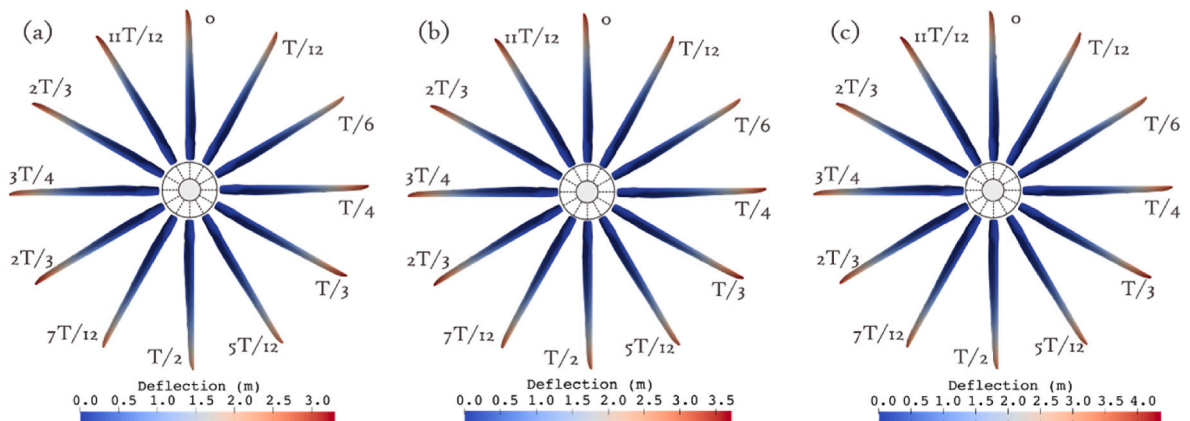 (a)
0
T/12
T/6
T/4
T/3
5T/12
T/2
7T/12
2T/3
3T/4
2T/3
11T/12
Deflection (m)
0.0 0.5 1.0 1.5 2.0 2.5 3.0
(b)
0
T/12
T/6
T/4
T/3
5T/12
T/2
7T/12
2T/3
3T/4
2T/3
11T/12
Deflection (m)
0.0 0.5 1.0 1.5 2.0 2.5 3.0 3.5
(c)
0
T/12
T/6
T/4
T/3
5T/12
T/2
7T/12
2T/3
3T/4
2T/3
11T/12
Deflection (m)
0.0 0.5 1.0 1.5 2.0 2.5 3.0 3.5 4.0